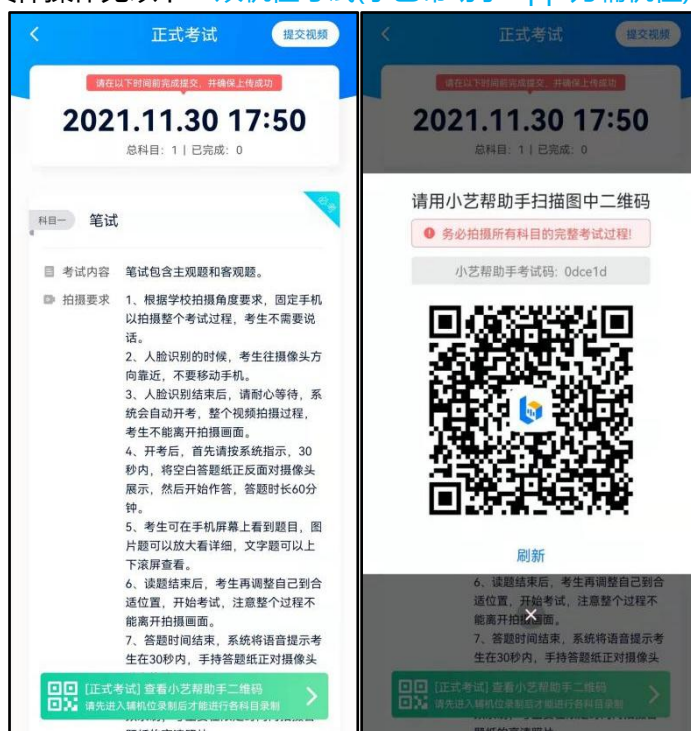 正式考试
提交视频
请在以下时间前完成提交，并确保上传成功
2021.11.30 17:50
总科目：1 | 已完成：0
必考
科目一
笔试
考试内容
笔试包含主观题和客观题。
拍摄要求
1、根据学校拍摄角度要求，固定手机
以拍摄整个考试过程，考生不需要说
话。
2、人脸识别的时候，考生往摄像头方
向靠近，不要移动手机。
3、人脸识别结束后，请耐心等待，系
统会自动开考，整个视频拍摄过程，
考生不能离开拍摄画面。
4、开考后，首先请按系统指示，30
秒内，将空白答题纸正反面对摄像头
展示，然后开始作答，答题时长60分
钟。
5、考生可在手机屏幕上看到题目，图
片题可以放大看详细，文字题可以上
下滚屏查看。
6、读题结束后，考生再调整自己到合
适位置，开始考试，注意整个过程不
能离开拍摄画面。
7、答题时间结束，系统将语音提示考
生在30秒内，手持答题纸正对摄像头
[正式考试] 查看小艺帮助手二维码
请先进入辅机位录制后才能进行各科目录制
正式考试
提交视频
请在以下时间前完成提交，并确保上传成功
2021.11.30 17:50
总科目：1 | 已完成：0
请用小艺帮助手扫描图中二维码
务必拍摄所有科目的完整考试过程!
小艺帮助手考试码：0dce1d
刷新
6、读题结束后，考生再调整自己到合
适位置，开始考试，注意整个过程不
能离开拍摄画面。
7、答题时间结束，系统将语音提示考
生在30秒内，手持答题纸正对摄像头
[正式考试] 查看小艺帮助手二维码
请先进入辅机位录制后才能进行各科目录制